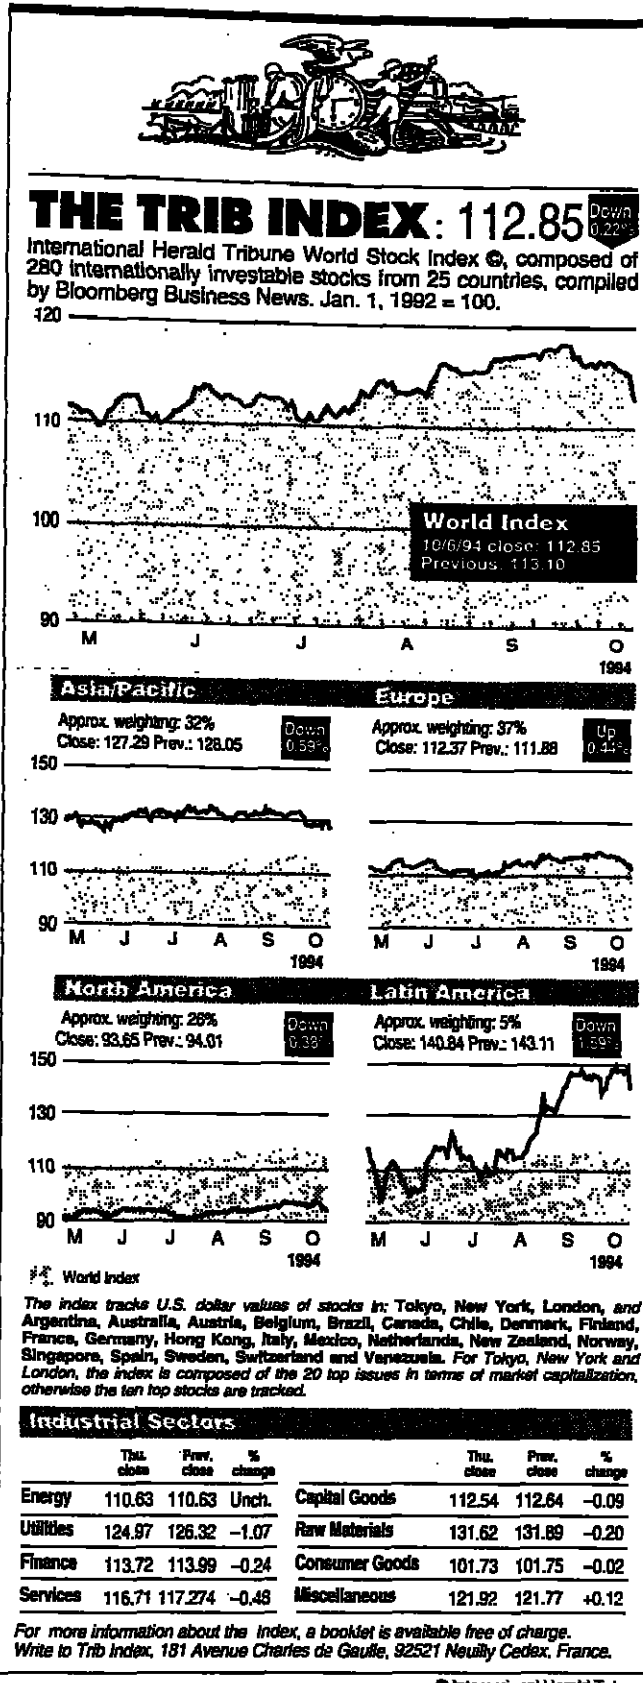 THE TRIB INDEX: 112.85 Down 0.22%
International Herald Tribune World Stock Index ©, composed of
280 internationally investable stocks from 25 countries, compiled
by Bloomberg Business News. Jan. 1, 1992 = 100.
120
110
100
90
World Index
10/6/94 close: 112.85
Previous: 113.10
M J J A S O
1994
Asia/Pacific
Approx. weighting: 32%
Close: 127.29 Prev.: 128.05
Down
0.59%
150
130
110
90
M J J A S O
1994
Europe
Approx. weighting: 37%
Close: 112.37 Prev.: 111.88
Up
0.44%
M J J A S O
1994
North America
Approx. weighting: 26%
Close: 93.65 Prev.: 94.01
Down
0.38%
150
130
110
90
M J J A S O
1994
Latin America
Approx. weighting: 5%
Close: 140.84 Prev.: 143.11
Down
1.59%
M J J A S O
1994
World Index
The index tracks U.S. dollar values of stocks in: Tokyo, New York, London, and
Argentina, Australia, Austria, Belgium, Brazil, Canada, Chile, Denmark, Finland,
France, Germany, Hong Kong, Italy, Mexico, Netherlands, New Zealand, Norway,
Singapore, Spain, Sweden, Switzerland and Venezuela. For Tokyo, New York and
London, the index is composed of the 20 top issues in terms of market capitalization,
otherwise the ten top stocks are tracked.
Industrial Sectors
Thu. close Prev. close % change Thu. close Prev. close % change
Energy 110.63 110.63 Unch. Capital Goods 112.54 112.64 –0.09
Utilities 124.97 126.32 –1.07 Raw Materials 131.62 131.89 –0.20
Finance 113.72 113.99 –0.24 Consumer Goods 101.73 101.75 –0.02
Services 116.71 117.274 –0.48 Miscellaneous 121.92 121.77 +0.12
For more information about the Index, a booklet is available free of charge.
Write to Trib Index, 181 Avenue Charles de Gaulle, 92521 Neuilly Cedex, France.